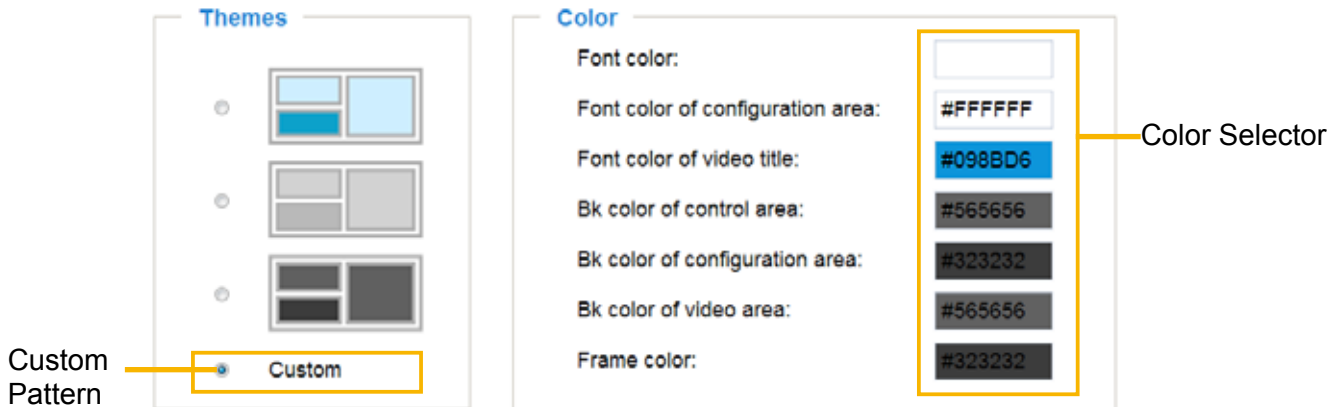 Themes
Custom
Custom
Pattern
Color
Font color:
Font color of configuration area: #FFFFFF
Font color of video title: #098BD6
Bk color of control area: #565656
Bk color of configuration area: #323232
Bk color of video area: #565656
Frame color: #323232
Color Selector